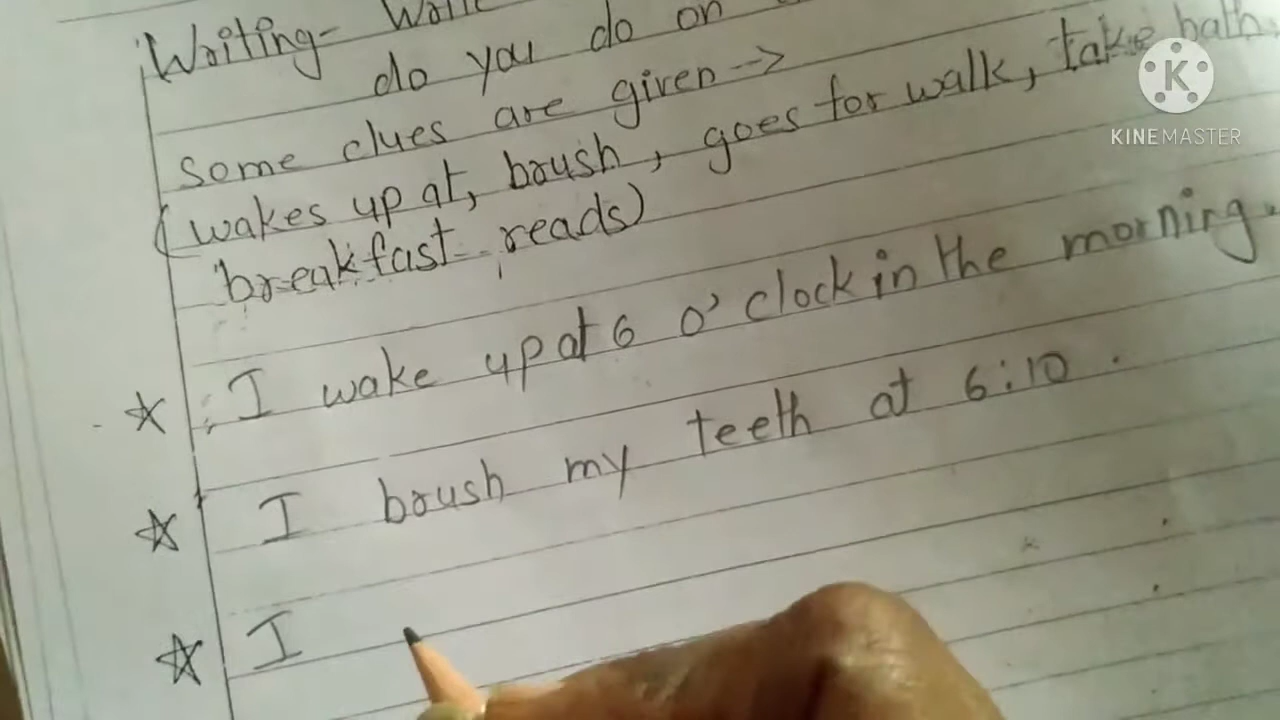 Writing-
do you do on
some clues are given -->
(wakes up at, brush, goes for walk, take bath,
breakfast reads)
☆ I wake up at 6 o'clock in the morning.
☆ I brush my teeth at 6:10.
☆ I
K
KINEMASTER